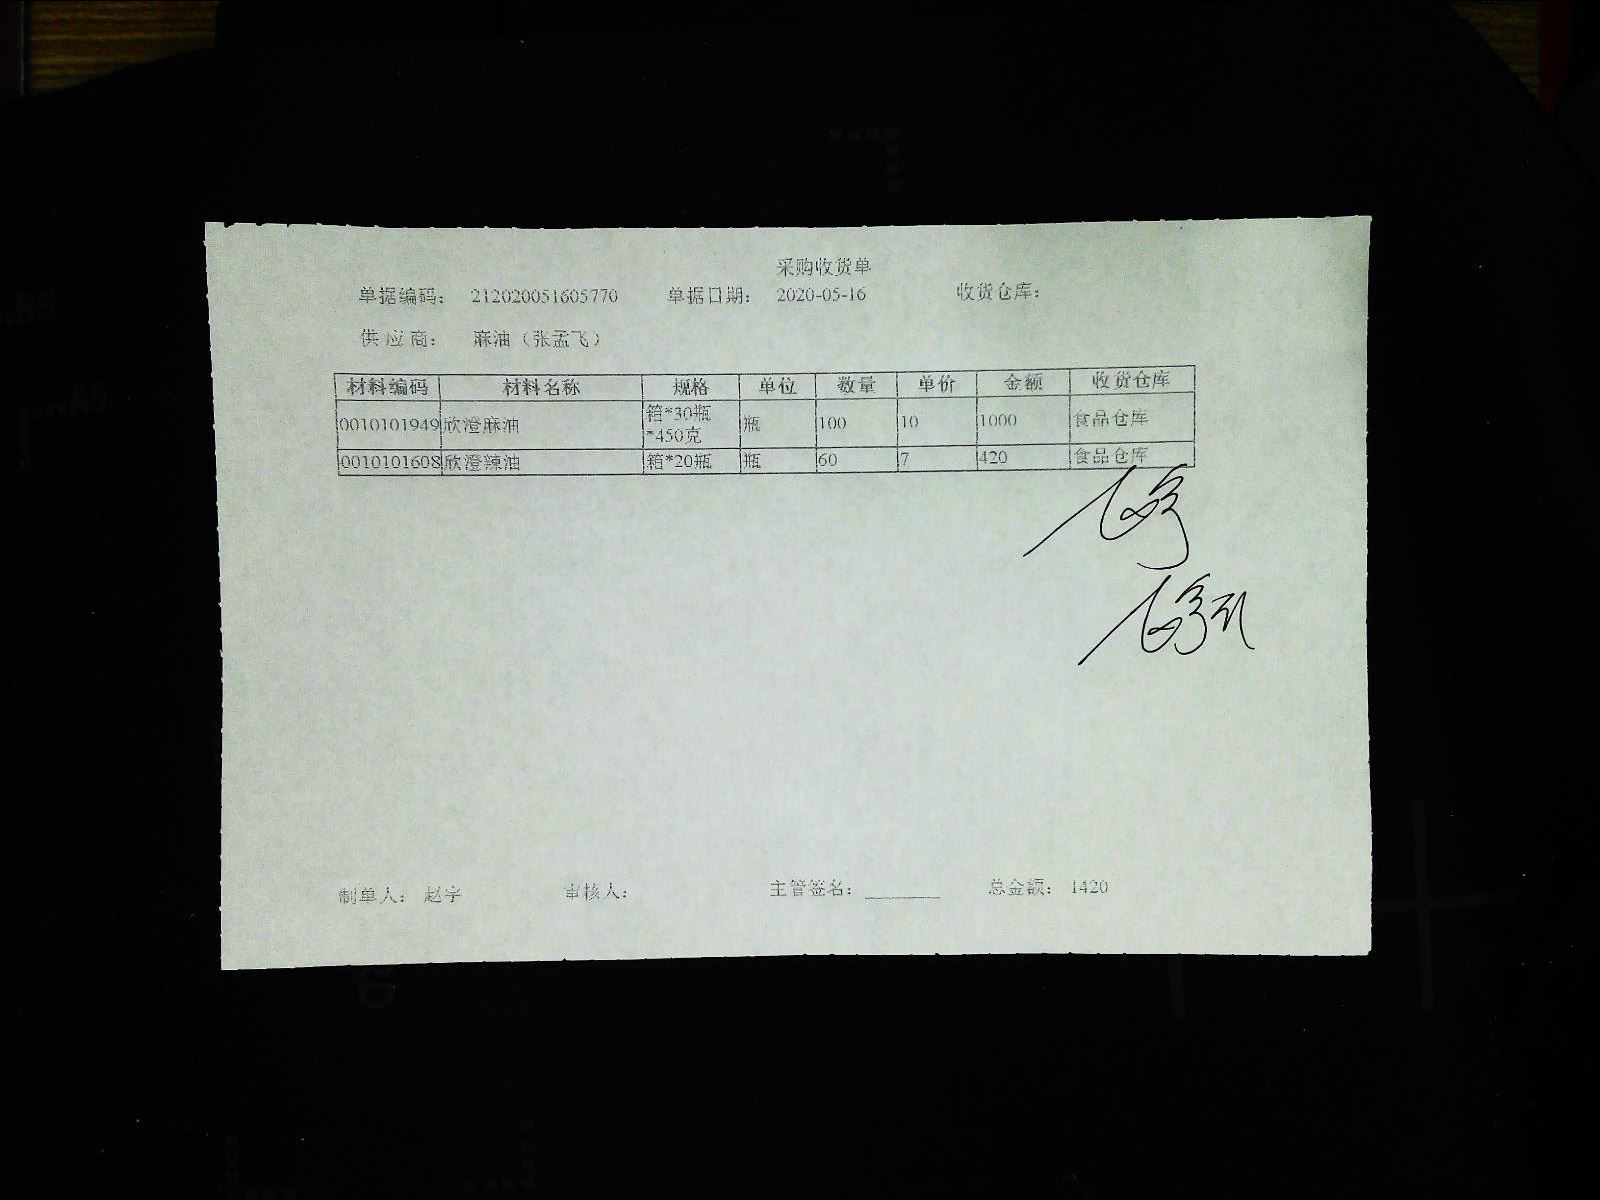 采购收货单
单据编码： 212020051605770 单据日期： 2020-05-16 收货仓库：
供 应 商： 麻油（张孟飞）
材料编码 材料名称 规格 单位 数量 单价 金额 收货仓库
0010101949 欣澄麻油 箱*30瓶*450克 瓶 100 10 1000 食品仓库
0010101608 欣澄辣油 箱*20瓶 瓶 60 7 420 食品仓库
制单人： 赵宇 审核人： 主管签名： 总金额： 1420